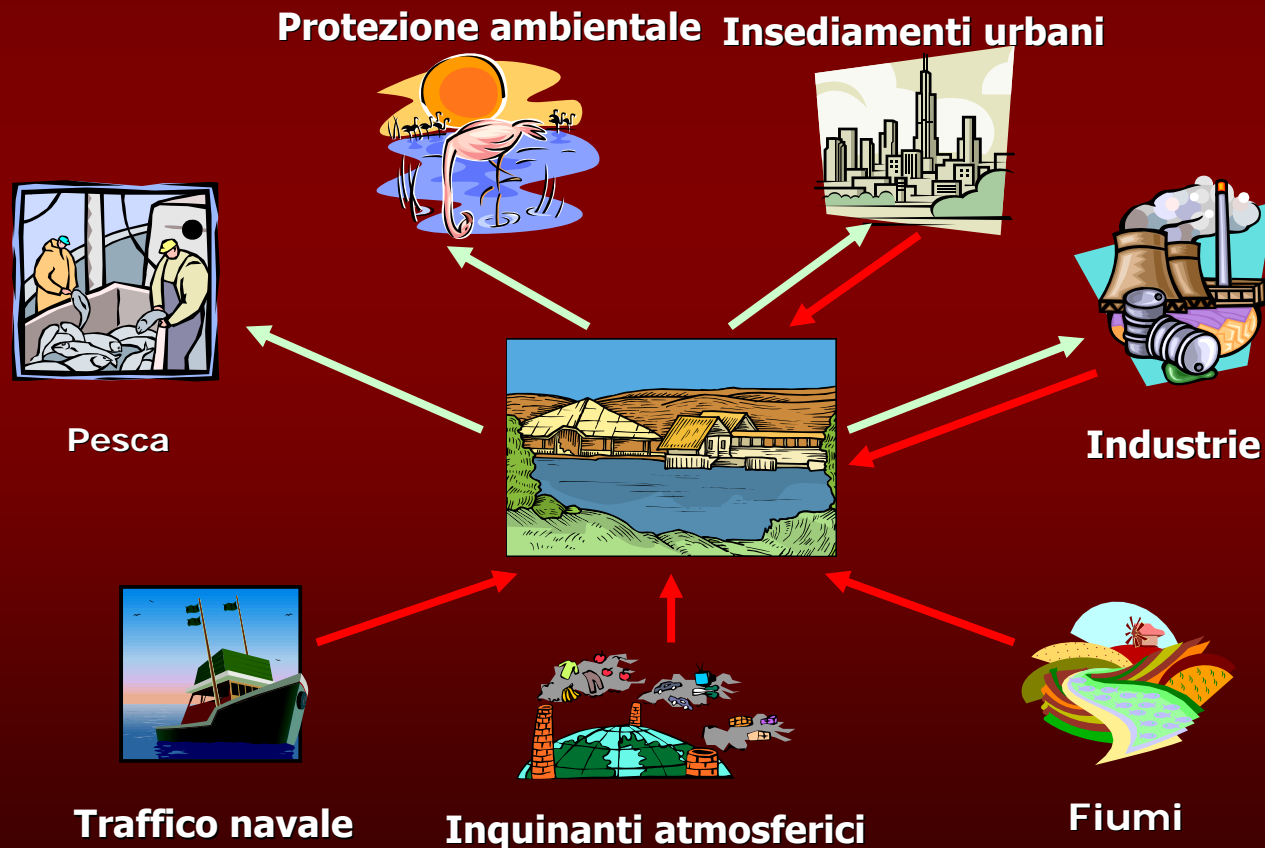 Protezione ambientale
Insediamenti urbani
Pesca
Industrie
Traffico navale
Inquinanti atmosferici
Fiumi